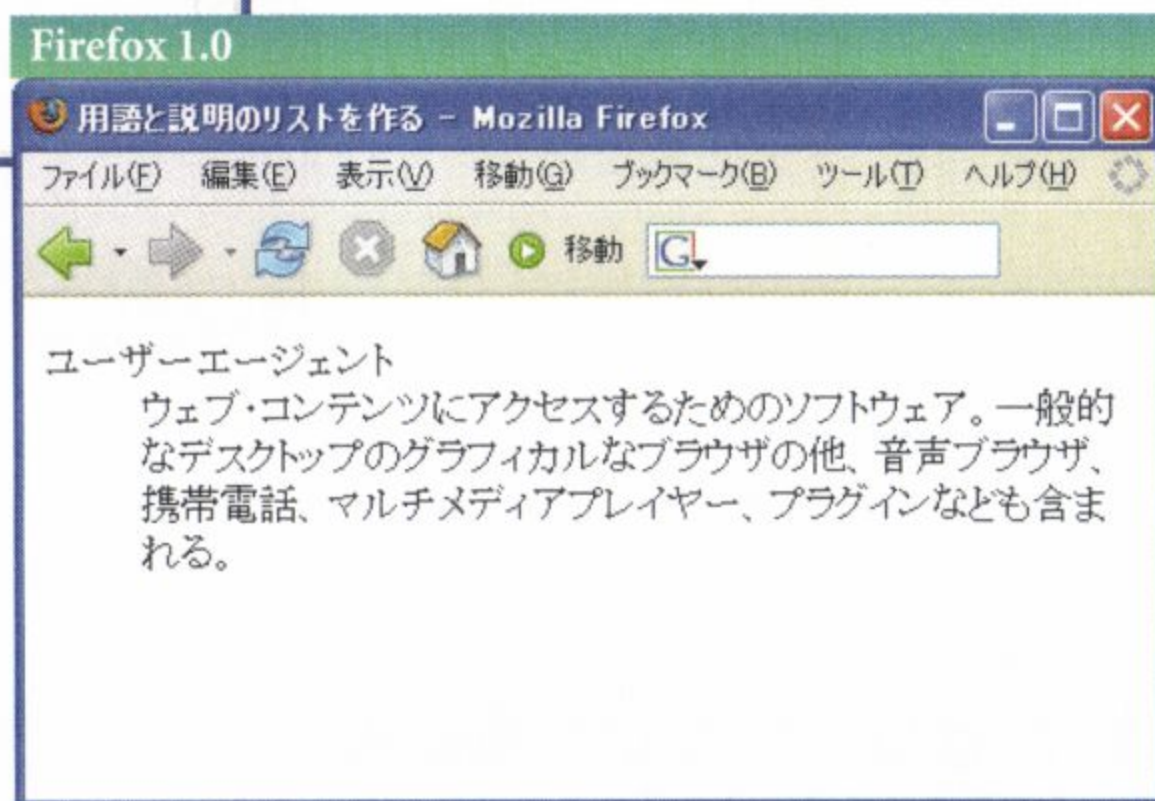 Firefox 1.0
用語と説明のリストを作る - Mozilla Firefox
ファイル(F) 編集(E) 表示(V) 移動(G) ブックマーク(B) ツール(T) ヘルプ(H)
移動 G
ユーザーエージェント
ウェブ・コンテンツにアクセスするためのソフトウェア。一般的
なデスクトップのグラフィカルなブラウザの他、音声ブラウザ、
携帯電話、マルチメディアプレイヤー、プラグインなども含ま
れる。